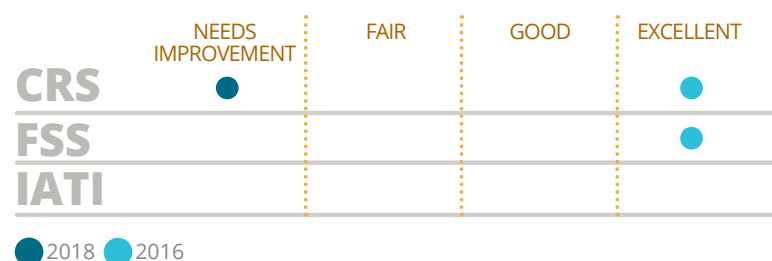 NEEDS
IMPROVEMENT
FAIR
GOOD
EXCELLENT
CRS
FSS
IATI
2018 2016